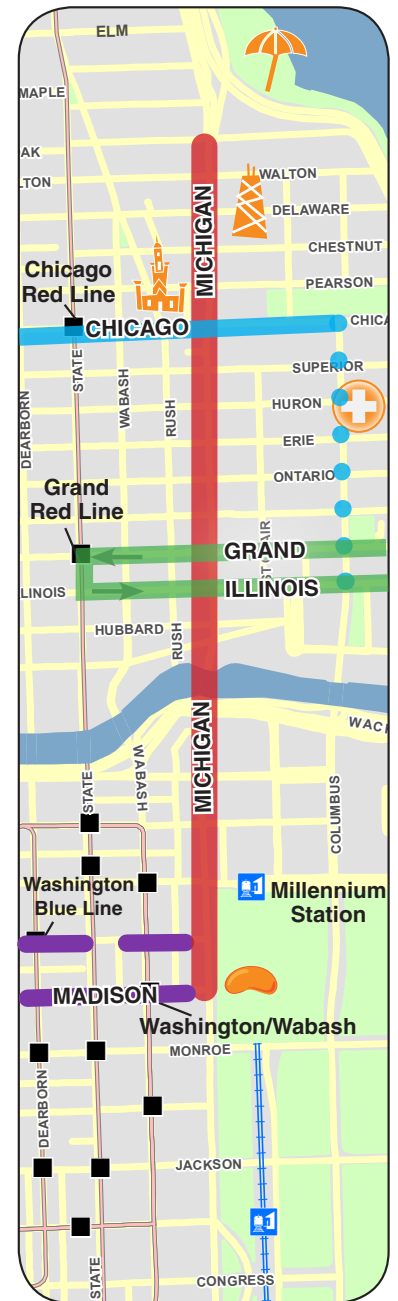 ELM
MAPLE
AK
LTON
WALTON
MICHIGAN
DELAWARE
CHESTNUT
PEARSON
Chicago
Red Line
CHICAGO
CHICA
STATE
SUPERIOR
WABASH
DEARBORN
RUSH
HURON
ERIE
ONTARIO
Grand
Red Line
GRAND
ST CLAIR
LINOIS
ILLINOIS
HUBBARD
RUSH
MICHIGAN
WACK
STATE
WABASH
COLUMBUS
Washington
Blue Line
Millennium
Station
MADISON
Washington/Wabash
MONROE
DEARBORN
JACKSON
STATE
CONGRESS